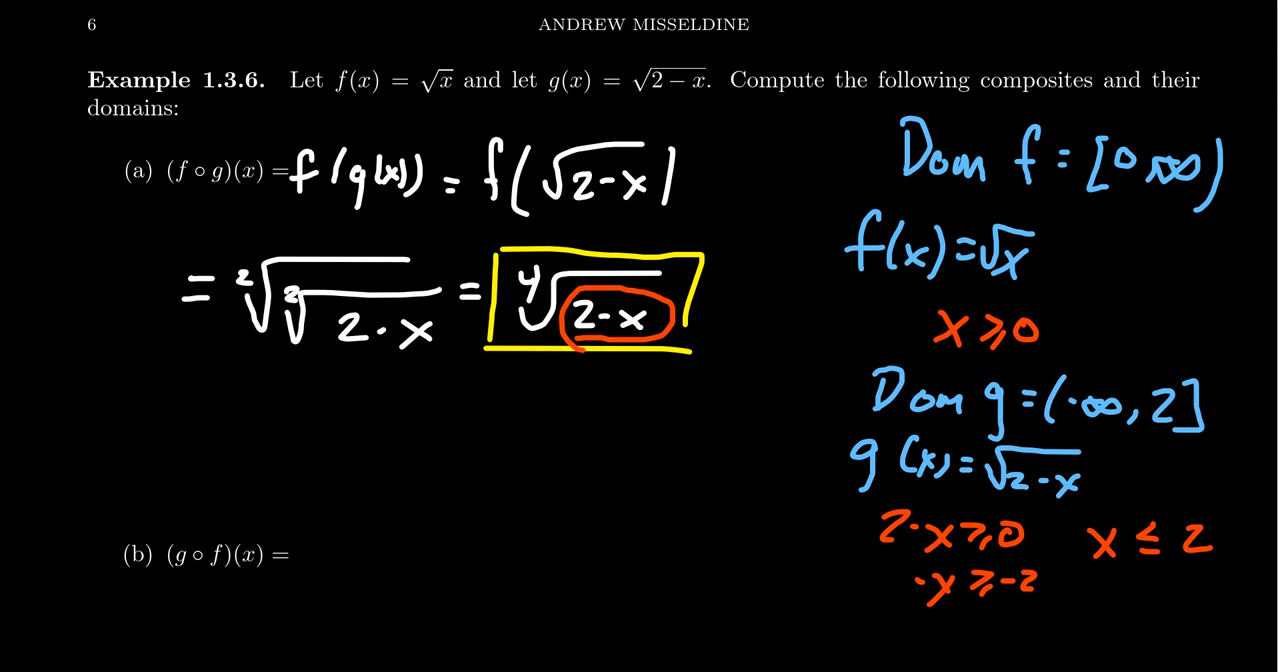 6 ANDREW MISSELDINE
Example 1.3.6. Let f(x) = √x and let g(x) = √(2 − x). Compute the following composites and their
domains:
(a) (f ∘ g)(x) = f(g(x)) = f(√(2-x))
= ²√(²√(2-x)) = ⁴√(2-x)
(b) (g ∘ f)(x) =
Dom f = [0,∞)
f(x) = √x
x ≥ 0
Dom g = (-∞, 2]
g(x) = √(2-x)
2-x ≥ 0 x ≤ 2
-x ≥ -2